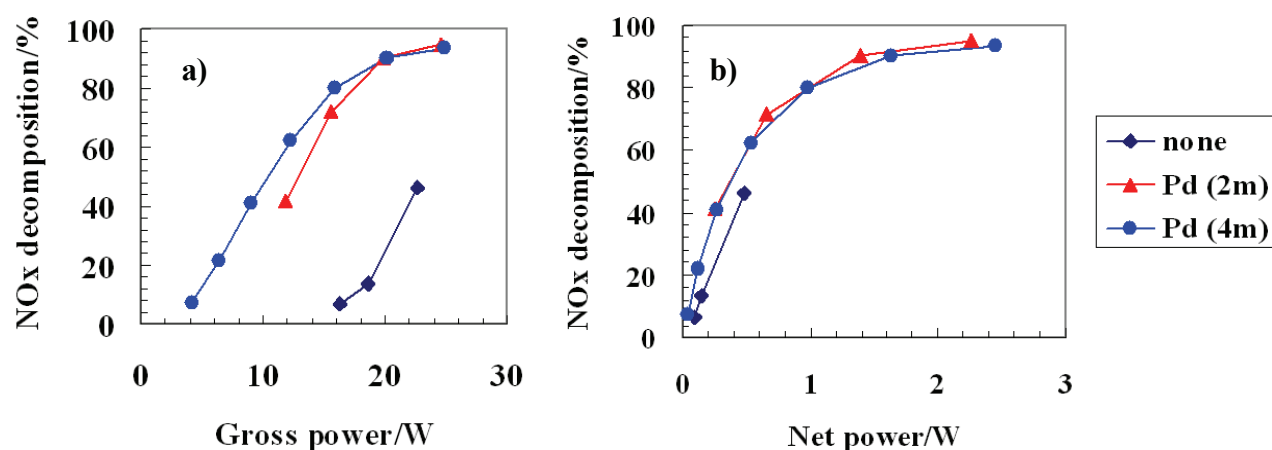 a)
NOx decomposition/%
100
80
60
40
20
0
0 10 20 30
Gross power/W
b)
NOx decomposition/%
100
80
60
40
20
0
0 1 2 3
Net power/W
none
Pd (2m)
Pd (4m)